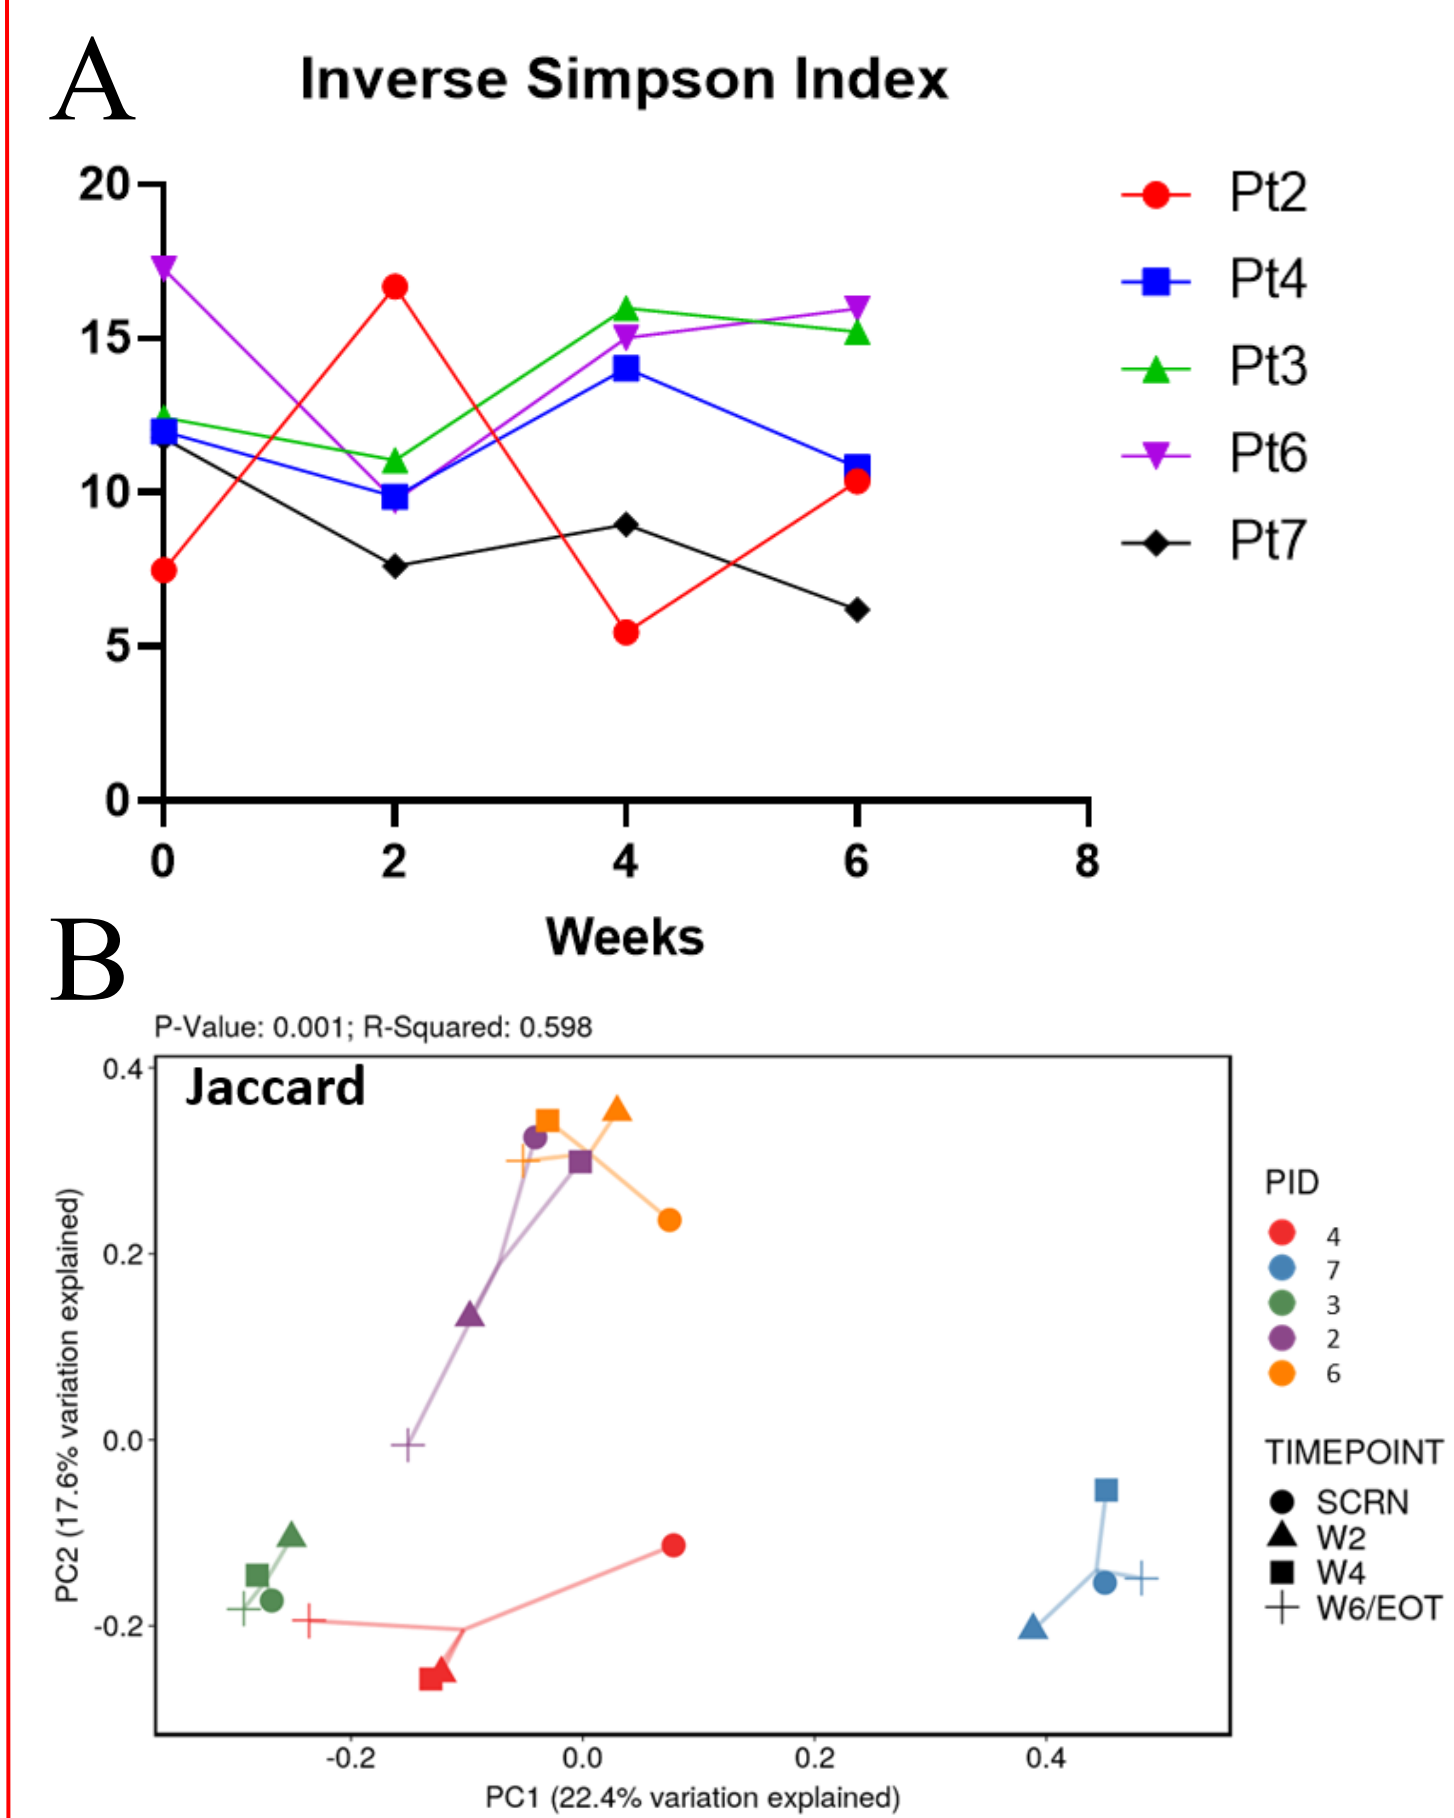 A
Inverse Simpson Index
20
15
10
5
0
0 2 4 6 8
Weeks
Pt2
Pt4
Pt3
Pt6
Pt7
B
P-Value: 0.001; R-Squared: 0.598
Jaccard
0.4
0.2
0.0
-0.2
PC2 (17.6% variation explained)
-0.2 0.0 0.2 0.4
PC1 (22.4% variation explained)
PID
4
7
3
2
6
TIMEPOINT
SCRN
W2
W4
W6/EOT